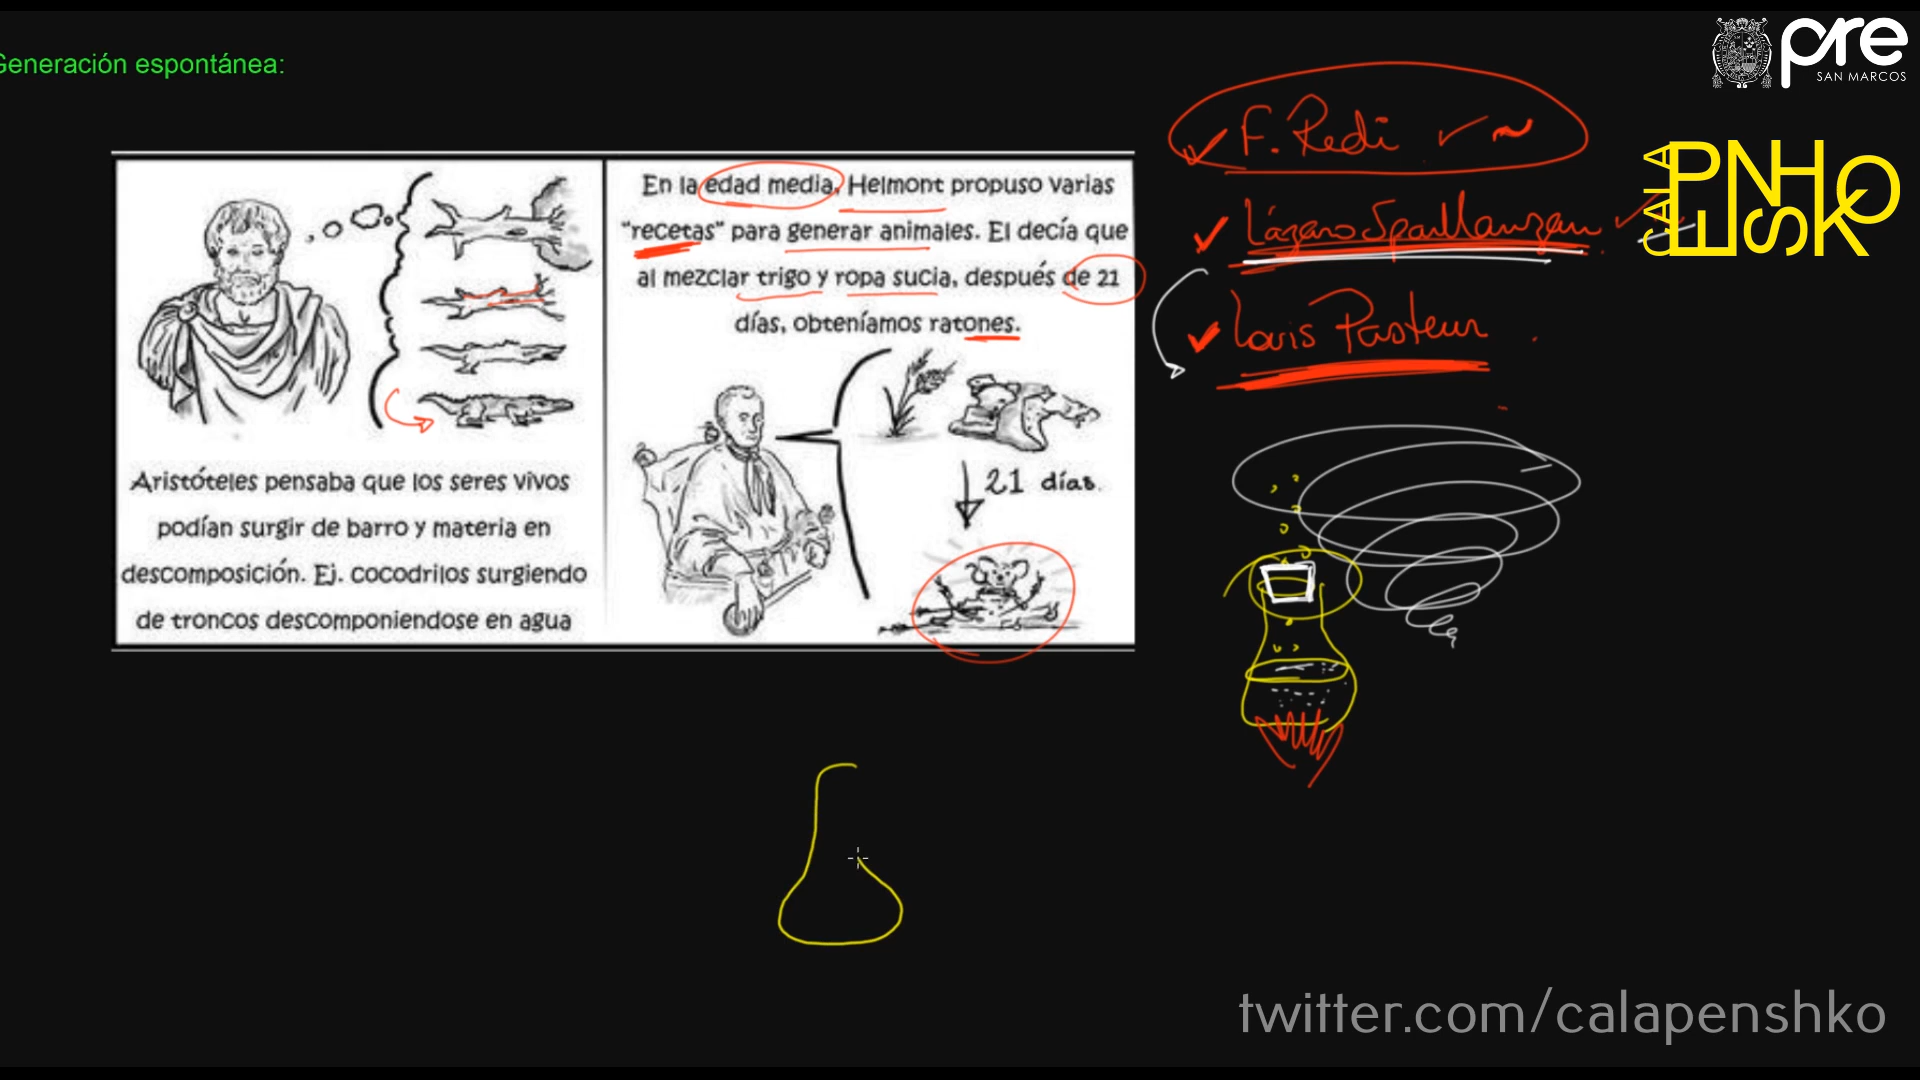 Generación espontánea:
pre
SAN MARCOS
CALA
PENSHKO
En la edad media, Helmont propuso varias
"recetas" para generar animales. El decía que
al mezclar trigo y ropa sucia, después de 21
días, obteníamos ratones.
21 días.
Aristóteles pensaba que los seres vivos
podían surgir de barro y materia en
descomposición. Ej. cocodrilos surgiendo
de troncos descomponiendose en agua
F. Redi
Lázaro Spallanzani
Louis Pasteur
twitter.com/calapenshko